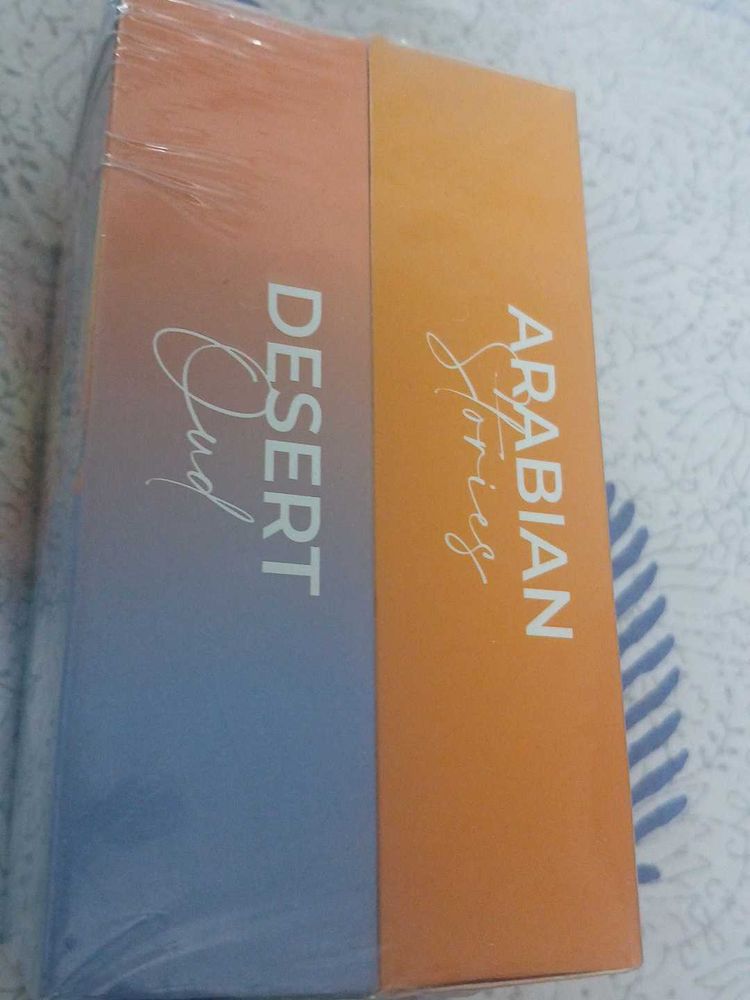 DESERT
Oud
ARABIAN
Stories